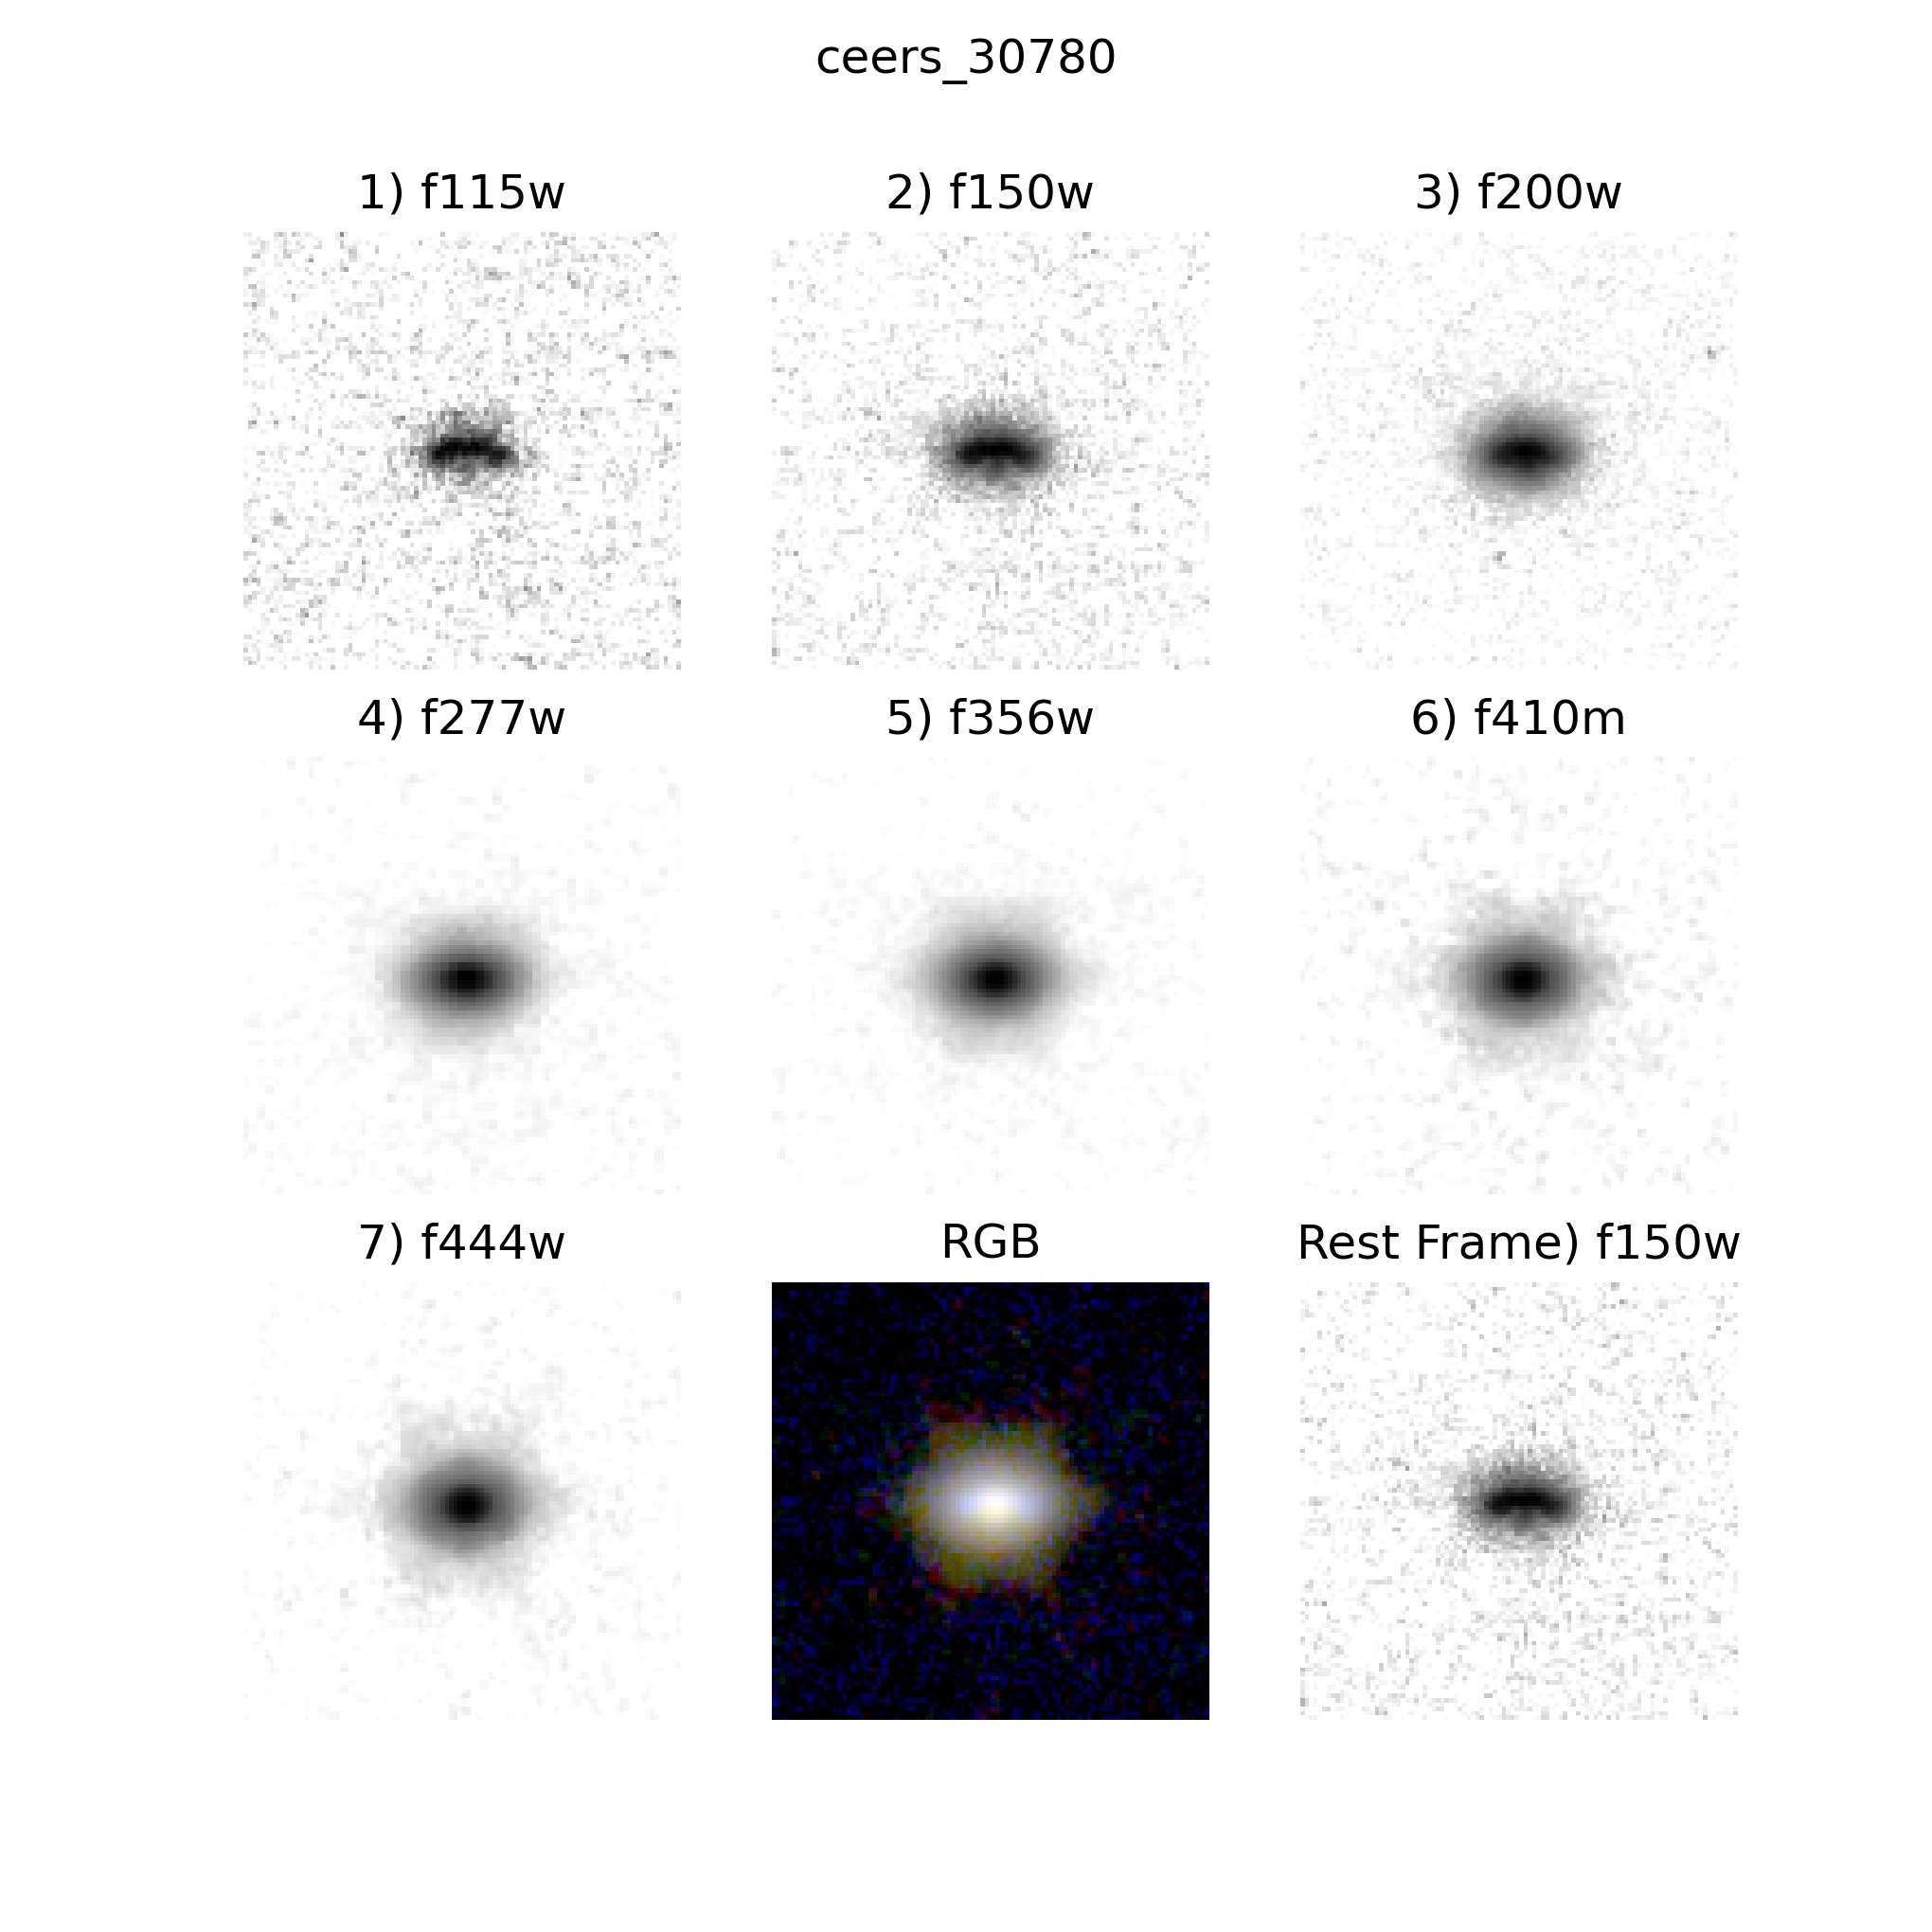 ceers_30780
1) f115w
2) f150w
3) f200w
4) f277w
5) f356w
6) f410m
7) f444w
RGB
Rest Frame) f150w